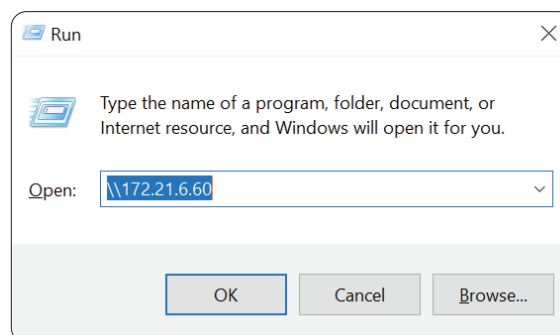 Run
Type the name of a program, folder, document, or
Internet resource, and Windows will open it for you.
Open: \\172.21.6.60
OK Cancel Browse...